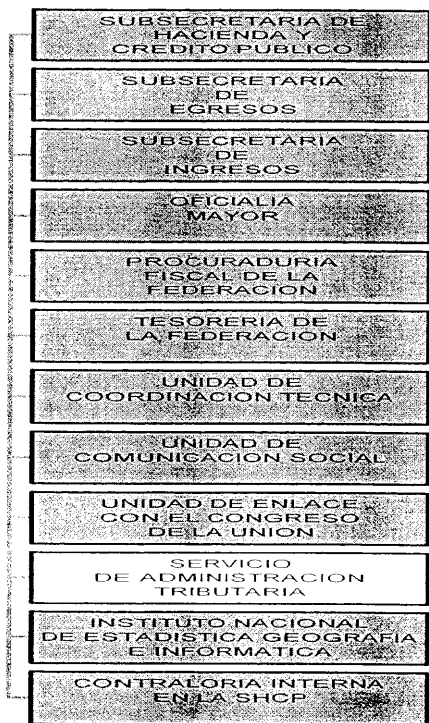 SUBSECRETARIA DE
HACIENDA Y
CREDITO PUBLICO
SUBSECRETARIA
DE
EGRESOS
SUBSECRETARIA
DE
INGRESOS
OFICIALIA
MAYOR
PROCURADURIA
FISCAL DE LA
FEDERACION
TESORERIA DE
LA FEDERACION
UNIDAD DE
COORDINACION TECNICA
UNIDAD DE
COMUNICACION SOCIAL
UNIDAD DE ENLACE
CON EL CONGRESO
DE LA UNION
SERVICIO
DE ADMINISTRACION
TRIBUTARIA
INSTITUTO NACIONAL
DE ESTADISTICA GEOGRAFIA
E INFORMATICA
CONTRALORIA INTERNA
EN LA SHCP